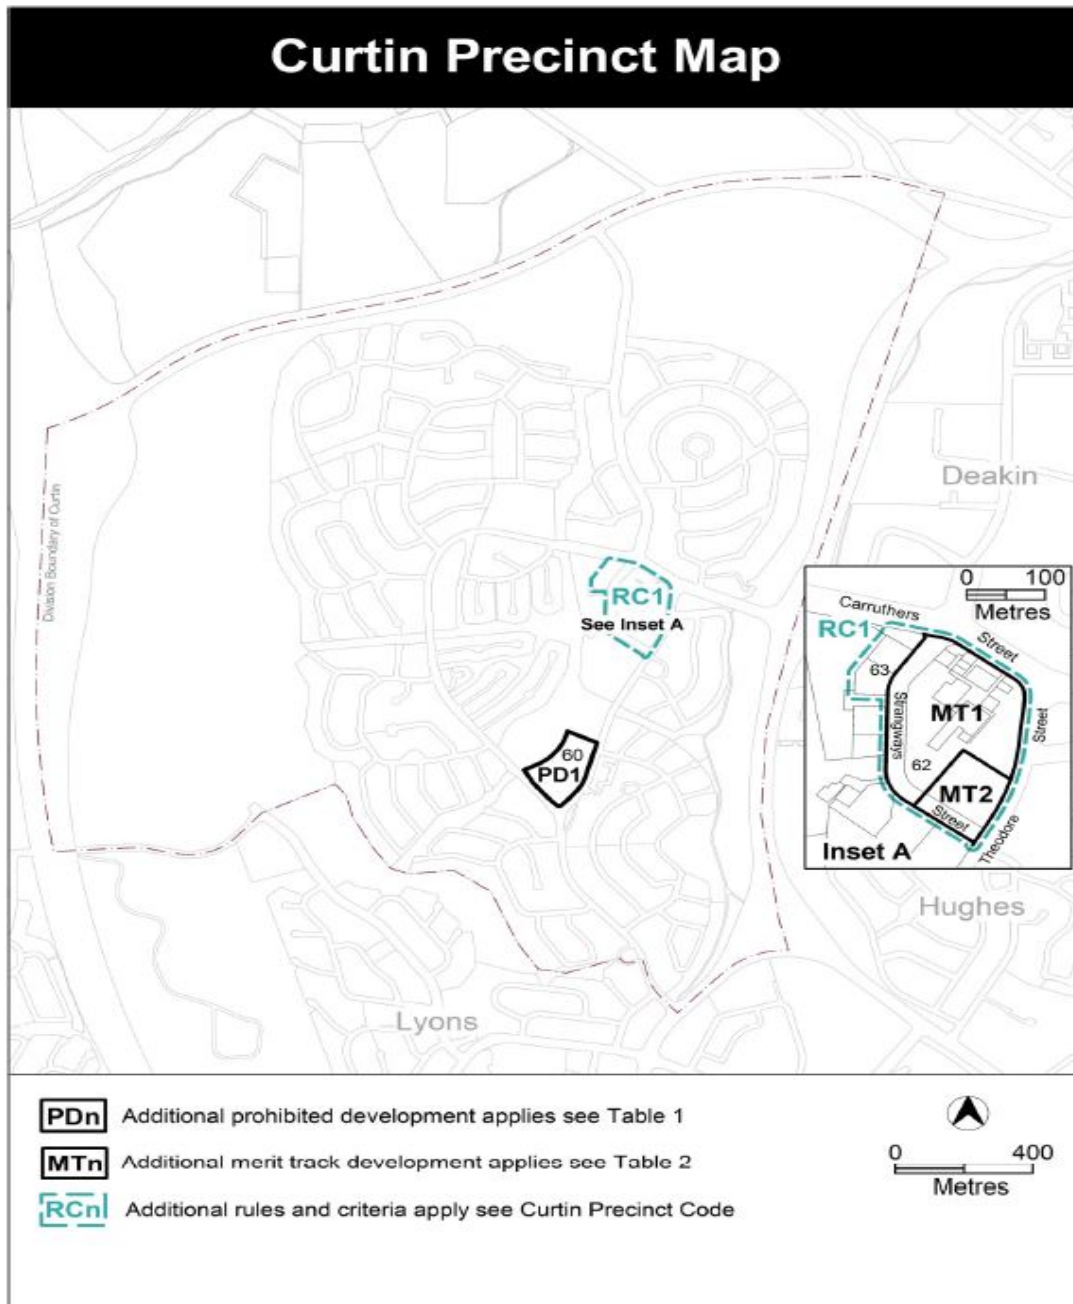 Curtin Precinct Map
Division Boundary of Curtin
Deakin
RC1
See Inset A
60
PD1
0 100
Metres
Carruthers
Street
RC1
63
Strangways
MT1
Street
62
MT2
Street
Theodore
Inset A
Hughes
Lyons
PDn Additional prohibited development applies see Table 1
MTn Additional merit track development applies see Table 2
RCn Additional rules and criteria apply see Curtin Precinct Code
0 400
Metres